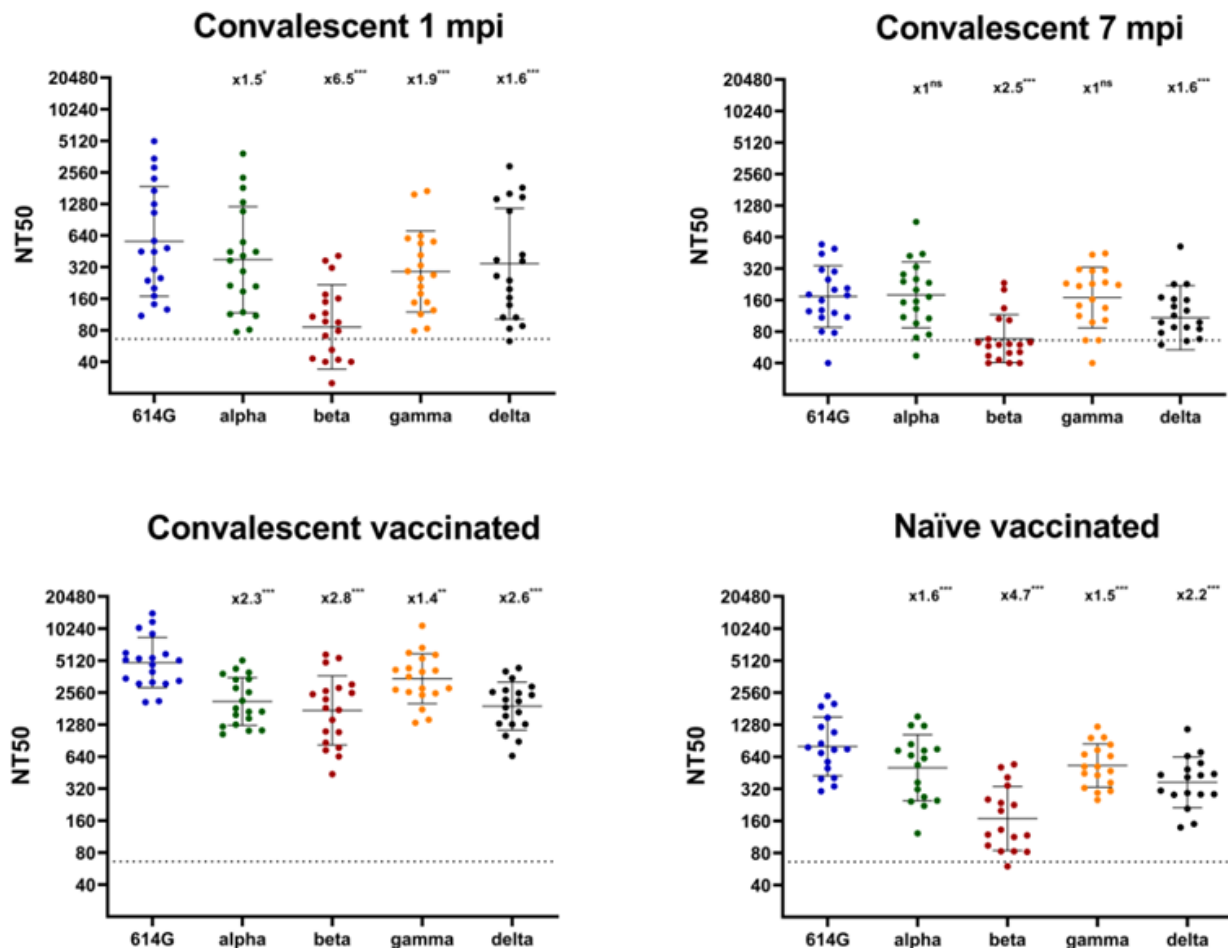 Convalescent 1 mpi
x1.5* x6.5*** x1.9*** x1.6***
20480
10240
5120
2560
1280
640
320
160
80
40
NT50
614G alpha beta gamma delta
Convalescent 7 mpi
x1ns x2.5*** x1ns x1.6***
20480
10240
5120
2560
1280
640
320
160
80
40
NT50
614G alpha beta gamma delta
Convalescent vaccinated
x2.3*** x2.8*** x1.4** x2.6***
20480
10240
5120
2560
1280
640
320
160
80
40
NT50
614G alpha beta gamma delta
Naïve vaccinated
x1.6*** x4.7*** x1.5*** x2.2***
20480
10240
5120
2560
1280
640
320
160
80
40
NT50
614G alpha beta gamma delta